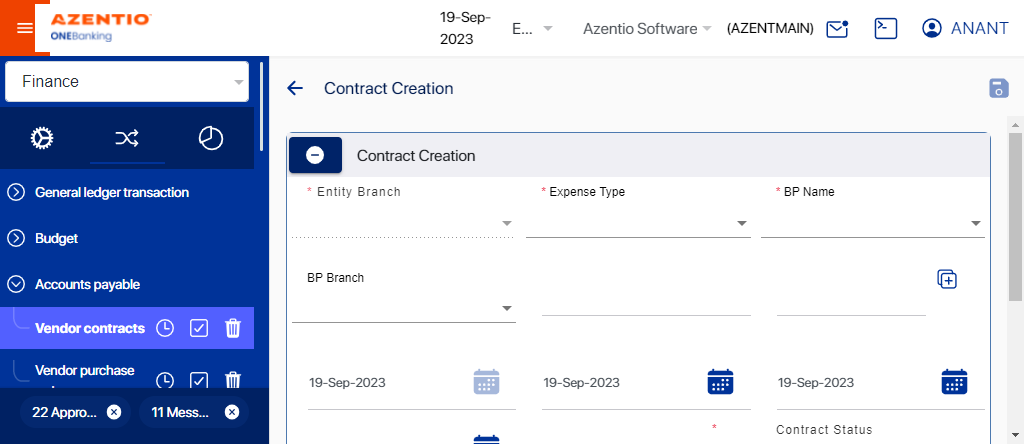 AZENTIO
ONEBanking
19-Sep-
2023
E...
Azentio Software
(AZENTMAIN)
ANANT
Finance
Contract Creation
General ledger transaction
Budget
Accounts payable
Vendor contracts
Vendor purchase
22 Appro...
11 Mess...
Contract Creation
* Entity Branch
* Expense Type
* BP Name
BP Branch
19-Sep-2023
19-Sep-2023
19-Sep-2023
*
Contract Status